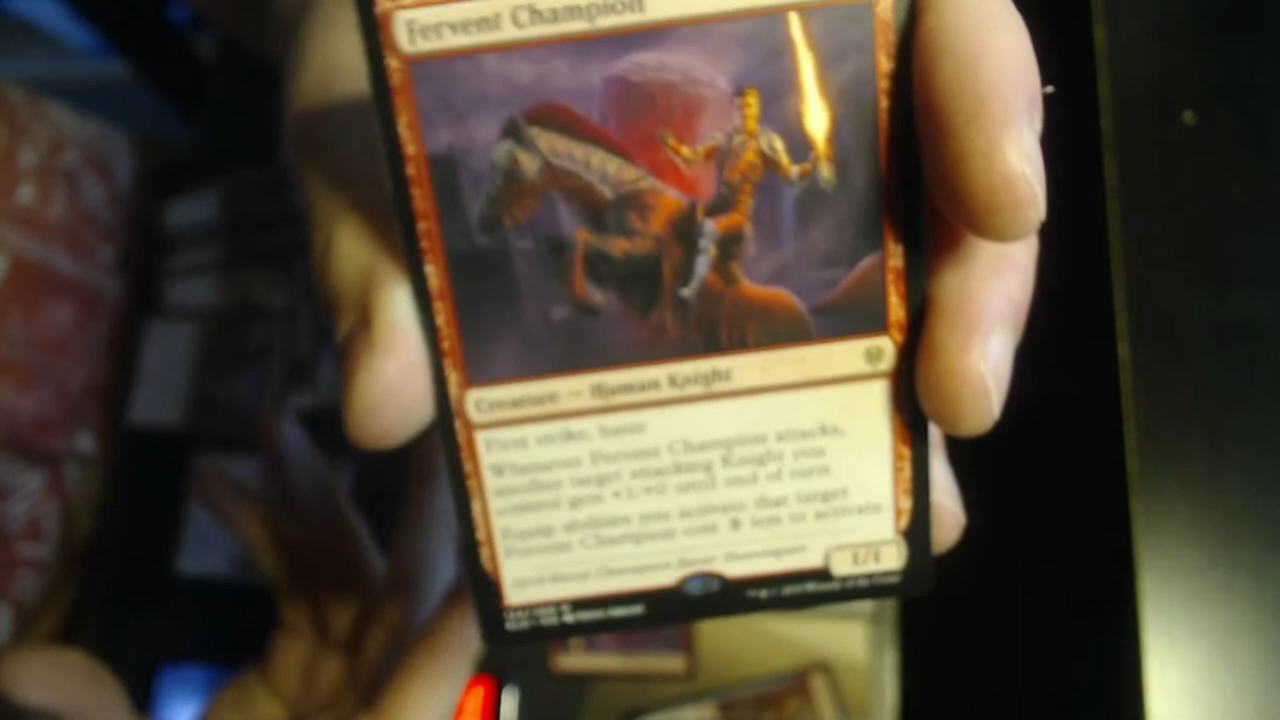 Fervent Champion
Creature — Human Knight
First strike, haste
Whenever Fervent Champion attacks,
another target attacking Knight you
control gets +1/+0 until end of turn.
Equip abilities you activate that target
Fervent Champion cost 3 less to activate.
1/1